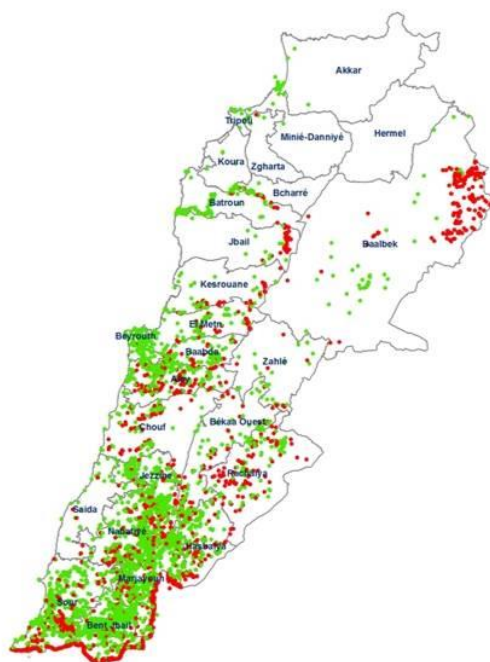 Akkar
Tripoli
Minié-Danniyé
Hermel
Koura
Zgharta
Bcharré
Batroun
Jbail
Baalbek
Kesrouane
El Metn
Beyrouth
Baabda
Zahlé
Aley
Chouf
Békaa Ouest
Jezzine
Rachaiya
Saida
Nabatiyé
Hasbaiya
Marjayoun
Sour
Bent Jbail